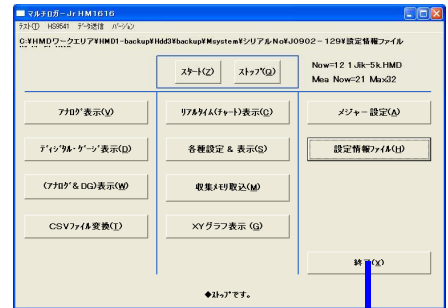 マルチロガーJr HM1616
ﾃｽﾄ(T) HS9541 ﾃﾞｰﾀ送信 ﾊﾞｰｼﾞｮﾝ
C:¥HMDワークエリア¥HMD1-backup¥Hdd3¥backup¥Msystem¥シリアルNo¥J0902－129¥設定情報ファイル
ｽﾀｰﾄ(Z)
ｽﾄｯﾌﾟ(Q)
Now=12 1 Jik-5k.HMD
Mea Now=21 Max32
ｱﾅﾛｸﾞ表示(V)
ﾘｱﾙﾀｲﾑ(ﾁｬｰﾄ)表示(C)
メジャー 設定(A)
ﾃﾞｨｼﾞﾀﾙ･ｹﾞｰｼﾞ表示(D)
各種設定 & 表示(S)
設定情報ﾌｧｲﾙ(H)
(ｱﾅﾛｸﾞ& DG)表示(W)
収集ﾒﾓﾘ取込(M)
CSVﾌｧｲﾙ変換(T)
XYグラフ表示 (G)
終了(X)
◆ｽﾄｯﾌﾟです。